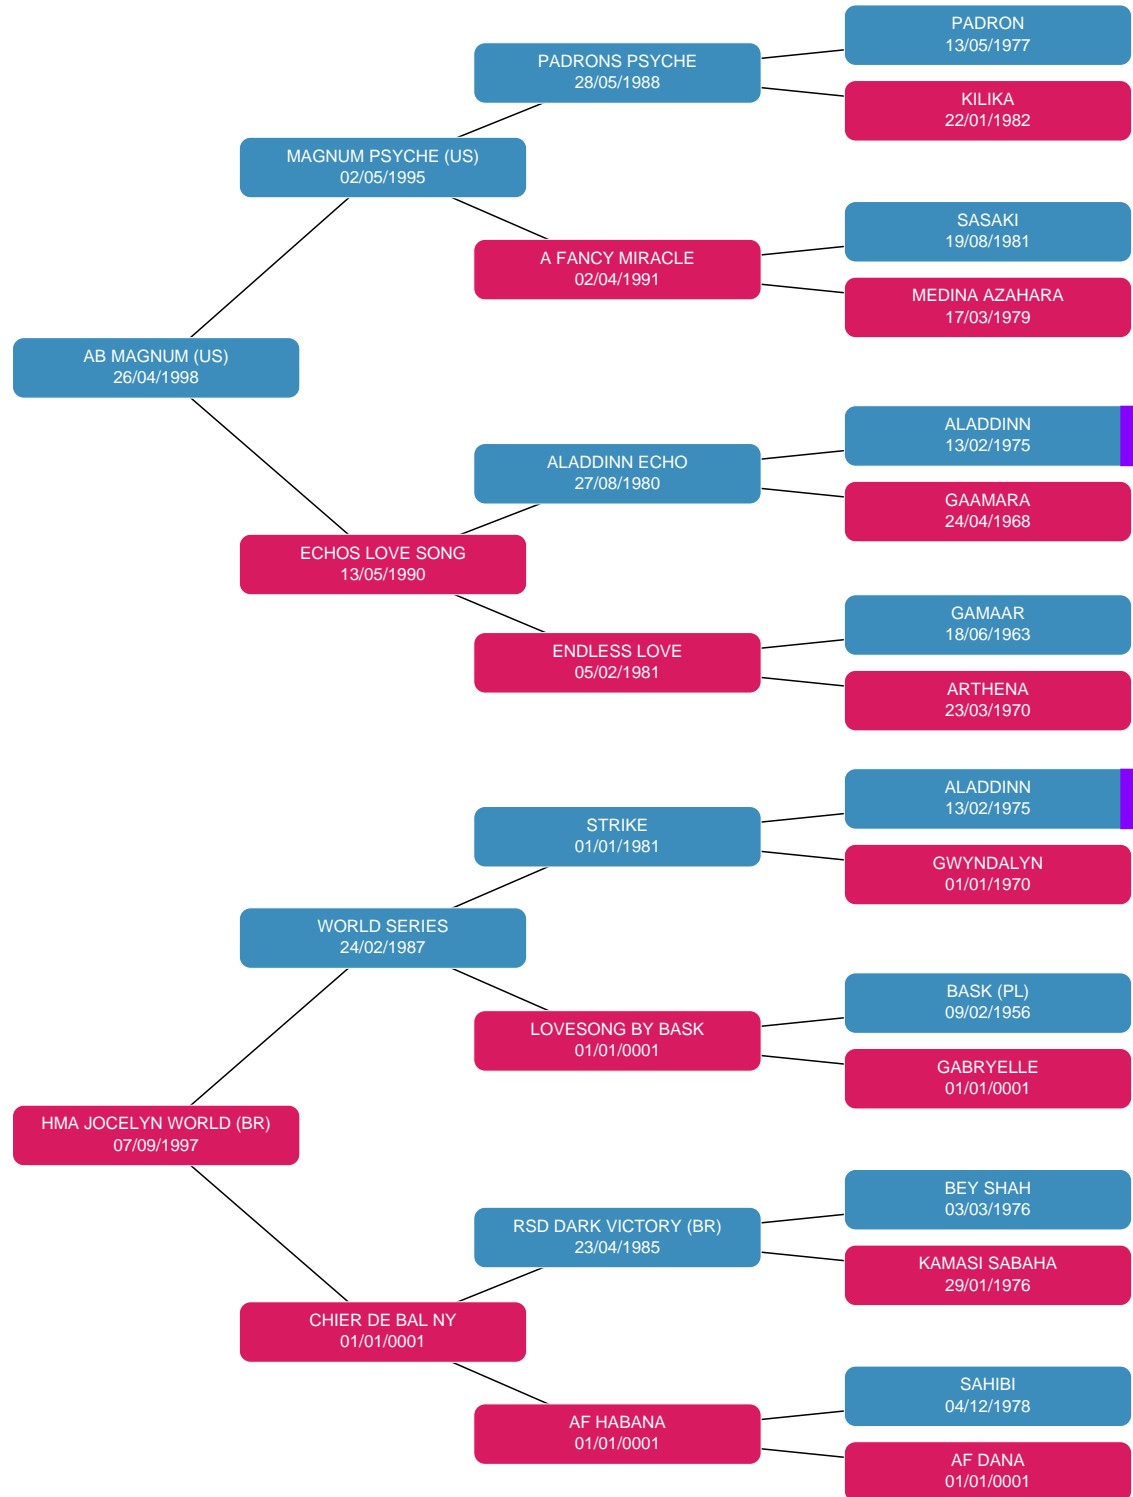 PADRON
13/05/1977
PADRONS PSYCHE
28/05/1988
KILIKA
22/01/1982
MAGNUM PSYCHE (US)
02/05/1995
SASAKI
19/08/1981
A FANCY MIRACLE
02/04/1991
MEDINA AZAHARA
17/03/1979
AB MAGNUM (US)
26/04/1998
ALADDINN
13/02/1975
ALADDINN ECHO
27/08/1980
GAAMARA
24/04/1968
ECHOS LOVE SONG
13/05/1990
GAMAAR
18/06/1963
ENDLESS LOVE
05/02/1981
ARTHENA
23/03/1970
ALADDINN
13/02/1975
STRIKE
01/01/1981
GWYNDALYN
01/01/1970
WORLD SERIES
24/02/1987
BASK (PL)
09/02/1956
LOVESONG BY BASK
01/01/0001
GABRYELLE
01/01/0001
HMA JOCELYN WORLD (BR)
07/09/1997
BEY SHAH
03/03/1976
RSD DARK VICTORY (BR)
23/04/1985
KAMASI SABAHA
29/01/1976
CHIER DE BAL NY
01/01/0001
SAHIBI
04/12/1978
AF HABANA
01/01/0001
AF DANA
01/01/0001